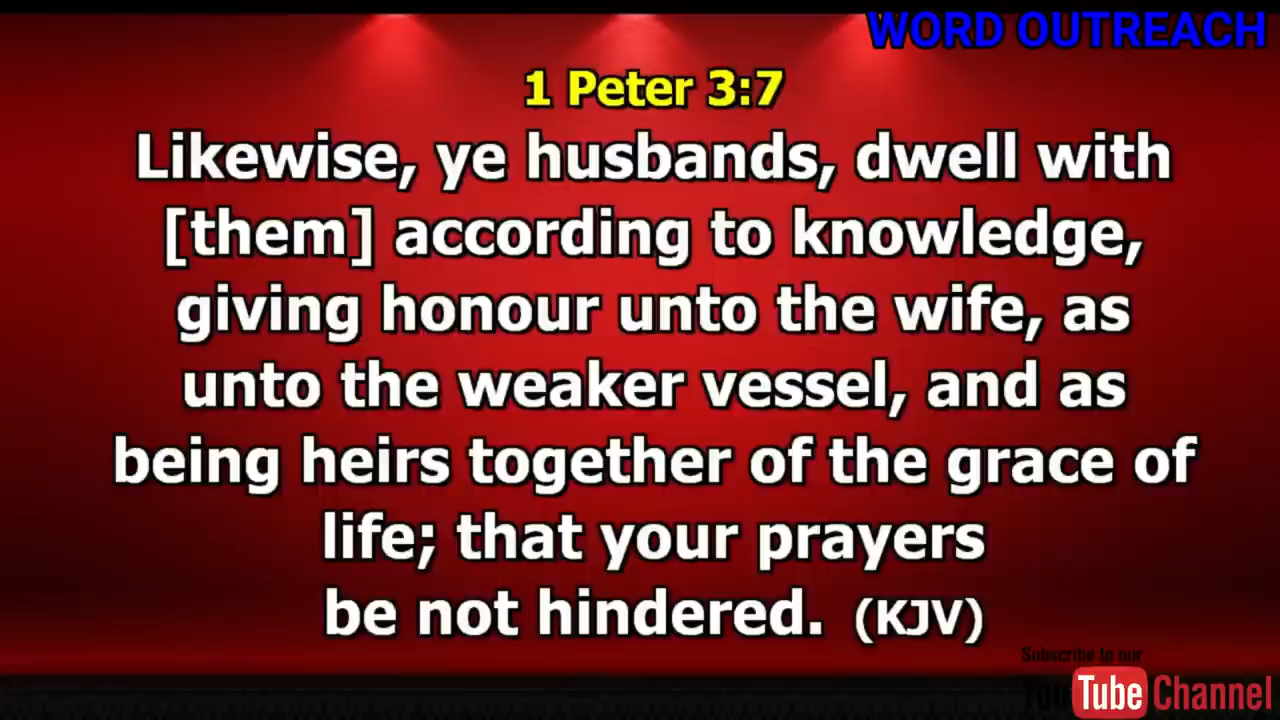 WORD OUTREACH
1 Peter 3:7
Likewise, ye husbands, dwell with
[them] according to knowledge,
giving honour unto the wife, as
unto the weaker vessel, and as
being heirs together of the grace of
life; that your prayers
be not hindered. (KJV)
Subscribe to our
YouTube Channel